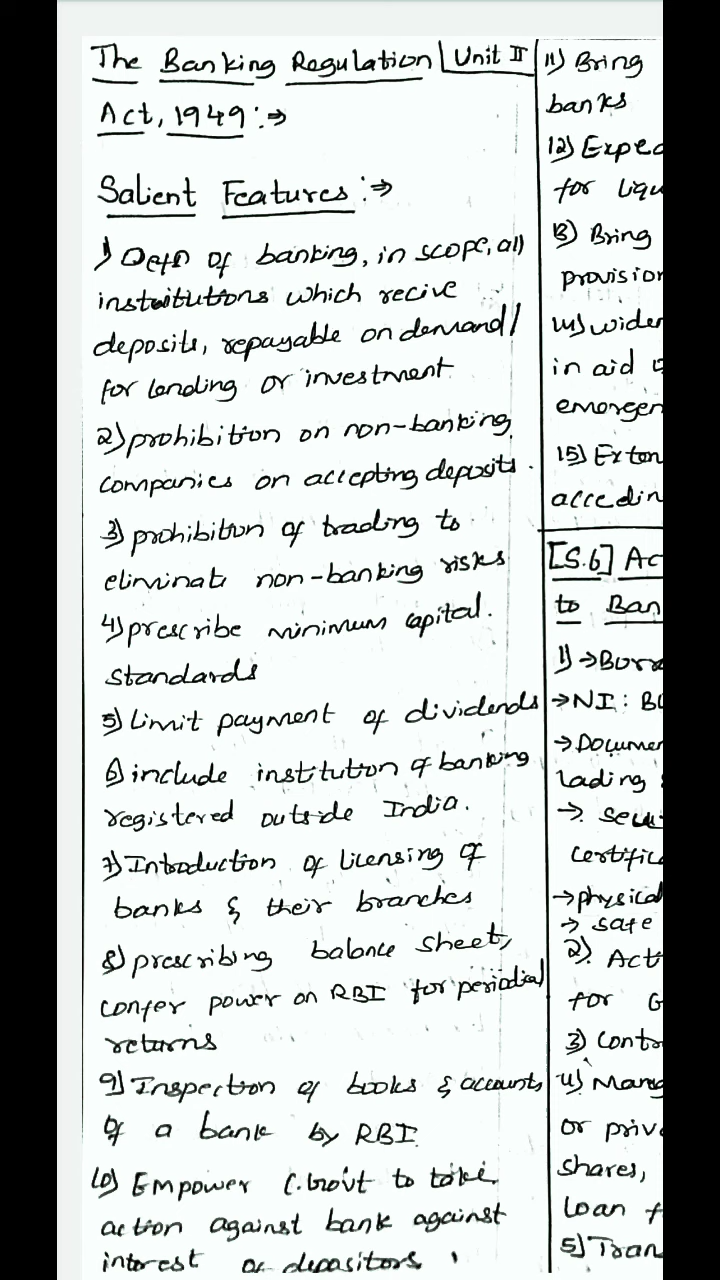 The Banking Regulation Unit II
Act, 1949 :⇒
Salient Features :⇒
1) Defn of banking, in scope, all
instuitutions which recive
deposits, repayable on demand/
for lending or investment
2) prohibition on non-banking
companies on accepting deposits.
3) prohibition of trading to
eliminate non-banking risks
4) prescribe minimum capital.
standards
5) limit payment of dividends
6) include institution of banking
registered outside India.
7) Introduction of licensing of
banks & their branches
8) prescribing balance sheet,
confer power on RBI for periodical
returns
9) Inspection of books & accounts
of a bank by RBI
10) Empower C.Govt to take
action against bank against
interest of depositors.
11) Bring
banks
12) Exped
for liqu
13) Bring
provision
14) wider
in aid
emergen
15) Exten
accedin
[S.6] Ac
to Ban
1) → Borr
→ NI : B
→ Documen
lading
→ secu
certific
→ physical
→ safe
2) Act
for G
3) Contr
4) Mana
or priv
shares,
loan f
5) Tran